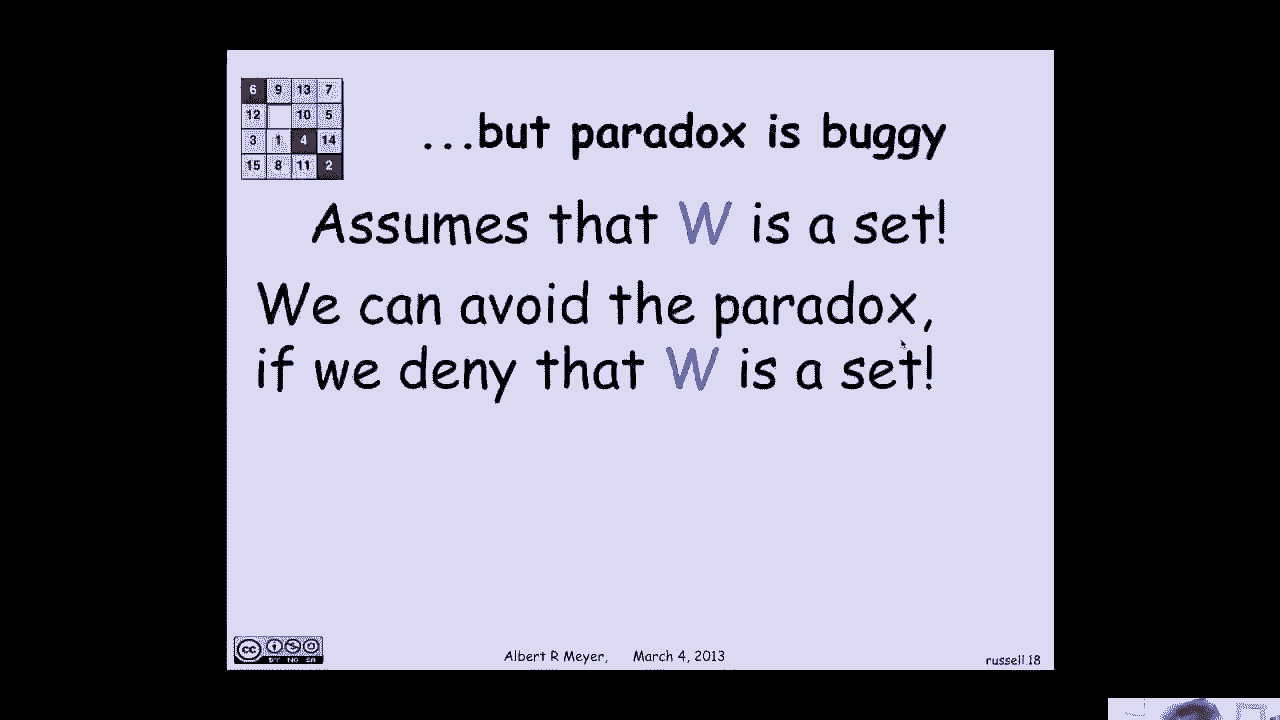 6 9 13 7
12 10 5
3 1 4 14
15 8 11 2
...but paradox is buggy
Assumes that W is a set!
We can avoid the paradox,
if we deny that W is a set!
cc
BY NC SA
Albert R Meyer, March 4, 2013
russell.18